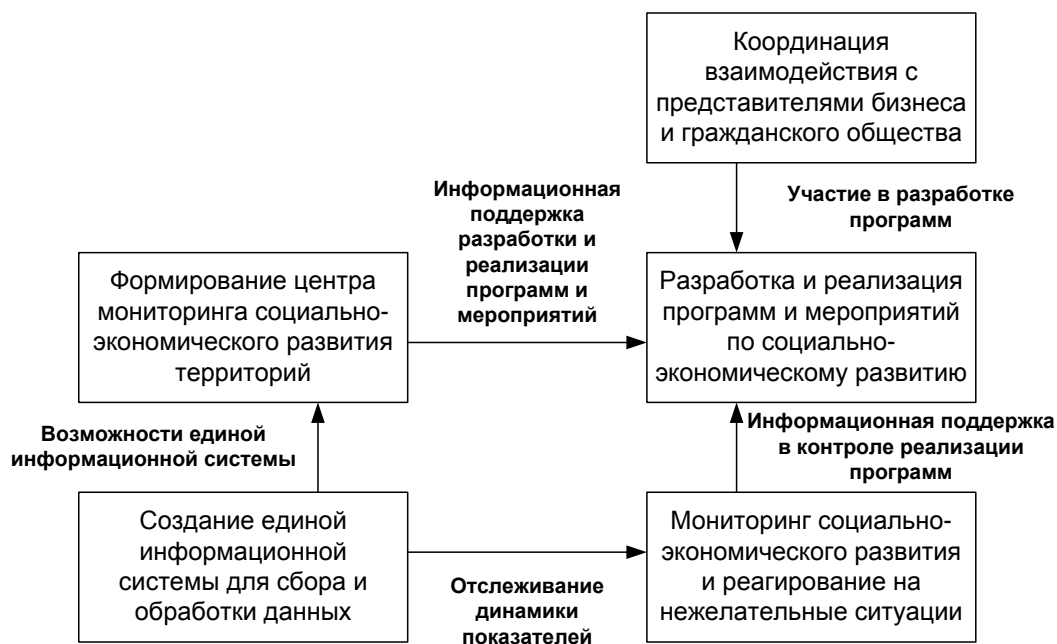 Координация
взаимодействия с
представителями бизнеса
и гражданского общества
Информационная
поддержка
разработки и
реализации
программ и
мероприятий
Участие в разработке
программ
Формирование центра
мониторинга социально-
экономического развития
территорий
Разработка и реализация
программ и мероприятий
по социально-
экономическому развитию
Возможности единой
информационной системы
Информационная поддержка
в контроле реализации
программ
Создание единой
информационной
системы для сбора и
обработки данных
Отслеживание
динамики
показателей
Мониторинг социально-
экономического развития
и реагирование на
нежелательные ситуации